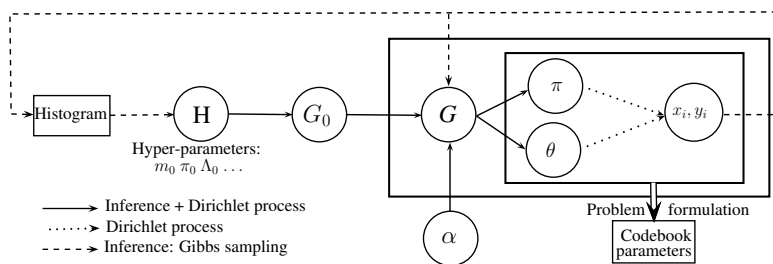 Histogram
H
G₀
G
π
θ
xᵢ, yᵢ
Hyper-parameters:
m₀ π₀ Λ₀ ...
α
Inference + Dirichlet process
Dirichlet process
Inference: Gibbs sampling
Problem formulation
Codebook
parameters